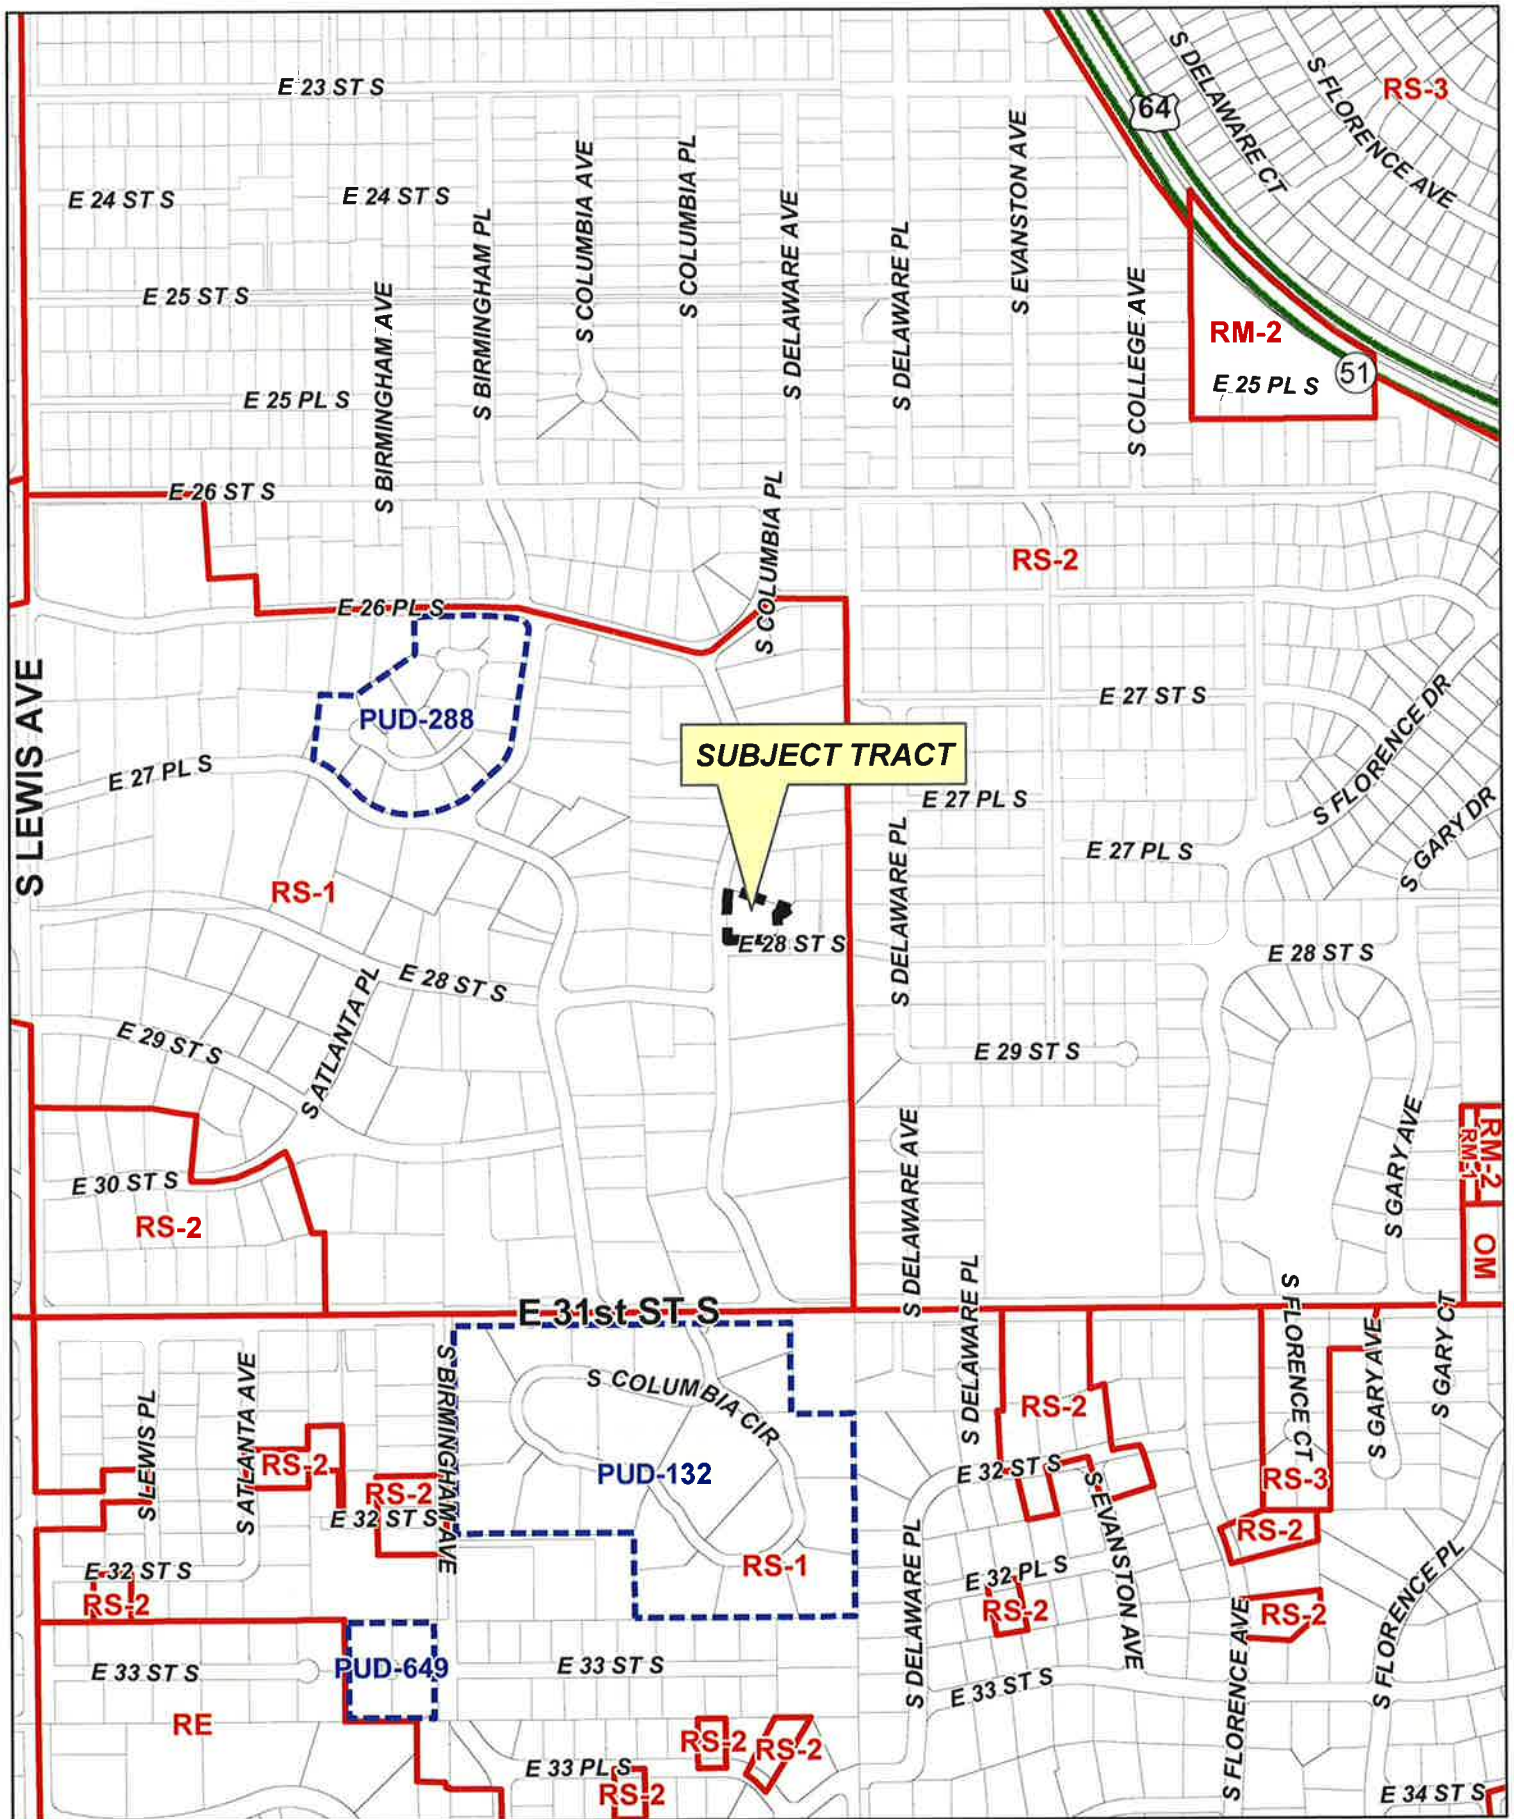 E 23 ST S
S DELAWARE CT
S FLORENCE AVE
RS-3
64
E 24 ST S
E 24 ST S
S BIRMINGHAM AVE
S BIRMINGHAM PL
S COLUMBIA AVE
S COLUMBIA PL
S DELAWARE AVE
S DELAWARE PL
S EVANSTON AVE
S COLLEGE AVE
E 25 ST S
RM-2
51
E 25 PL S
E 25 PL S
E 26 ST S
S COLUMBIA PL
RS-2
E 26 PL S
S LEWIS AVE
PUD-288
E 27 ST S
SUBJECT TRACT
E 27 PL S
E 27 PL S
S FLORENCE DR
S GARY DR
E 27 PL S
S DELAWARE PL
RS-1
E 28 ST S
E 28 ST S
E 28 ST S
S ATLANTA PL
E 29 ST S
E 29 ST S
S DELAWARE AVE
S GARY AVE
RM-2
RM-1
E 30 ST S
RS-2
OM
S DELAWARE PL
S FLORENCE CT
S GARY AVE
S GARY CT
E 31st ST S
S LEWIS PL
S ATLANTA AVE
S BIRMINGHAM AVE
S COLUMBIA CIR
RS-2
RS-2
RS-2
E 32 ST S
PUD-132
E 32 ST S
RS-3
RS-2
S EVANSTON AVE
S DELAWARE PL
RS-1
E 32 ST S
RS-2
E 32 PL S
RS-2
RS-2
S FLORENCE AVE
S FLORENCE PL
E 33 ST S
PUD-649
E 33 ST S
E 33 ST S
RE
RS-2
RS-2
E 33 PL S
RS-2
E 34 ST S